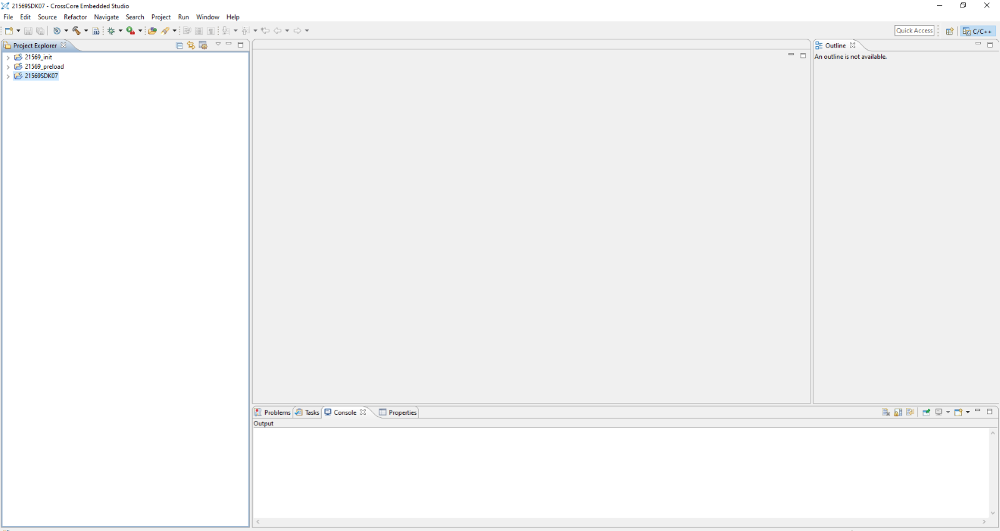 21569SDK07 - CrossCore Embedded Studio
File Edit Source Refactor Navigate Search Project Run Window Help
Quick Access
C/C++
Project Explorer
21569_init
21569_preload
21569SDK07
Outline
An outline is not available.
Problems Tasks Console Properties
Output